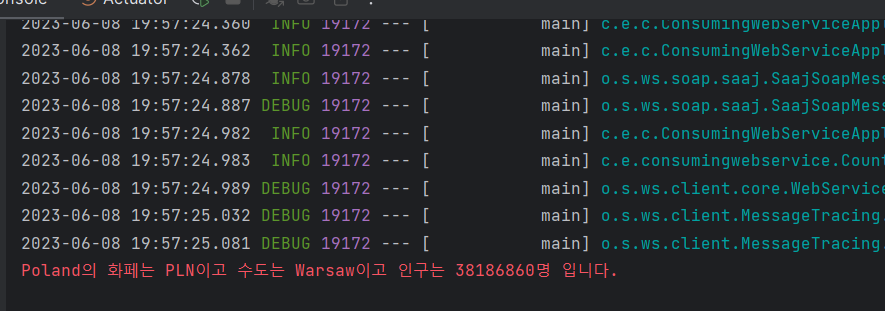 Console
Actuator
2023-06-08 19:57:24.360 INFO 19172 --- [ main] c.e.c.ConsumingWebServiceAppl
2023-06-08 19:57:24.362 INFO 19172 --- [ main] c.e.c.ConsumingWebServiceAppl
2023-06-08 19:57:24.878 INFO 19172 --- [ main] o.s.ws.soap.saaj.SaajSoapMess
2023-06-08 19:57:24.887 DEBUG 19172 --- [ main] o.s.ws.soap.saaj.SaajSoapMess
2023-06-08 19:57:24.982 INFO 19172 --- [ main] c.e.c.ConsumingWebServiceAppl
2023-06-08 19:57:24.983 INFO 19172 --- [ main] c.e.consumingwebservice.Count
2023-06-08 19:57:24.989 DEBUG 19172 --- [ main] o.s.ws.client.core.WebService
2023-06-08 19:57:25.032 DEBUG 19172 --- [ main] o.s.ws.client.MessageTracing.
2023-06-08 19:57:25.081 DEBUG 19172 --- [ main] o.s.ws.client.MessageTracing.
Poland의 화페는 PLN이고 수도는 Warsaw이고 인구는 38186860명 입니다.